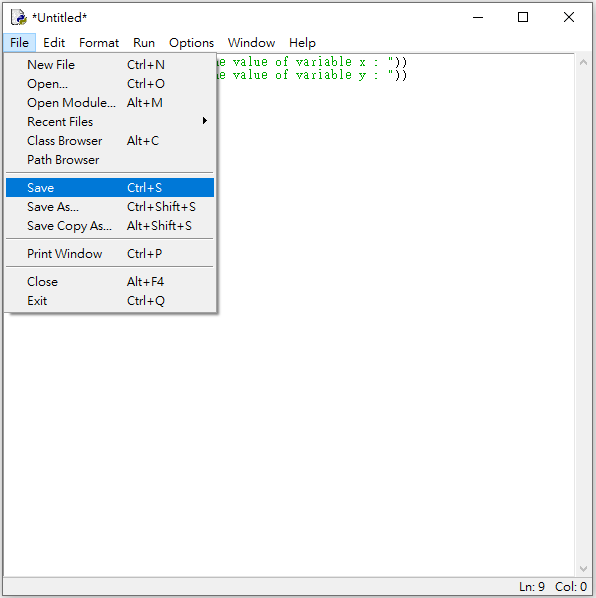 *Untitled*
File Edit Format Run Options Window Help
value of variable x : "))
value of variable y : "))
New File Ctrl+N
Open... Ctrl+O
Open Module... Alt+M
Recent Files
Class Browser Alt+C
Path Browser
Save Ctrl+S
Save As... Ctrl+Shift+S
Save Copy As... Alt+Shift+S
Print Window Ctrl+P
Close Alt+F4
Exit Ctrl+Q
Ln: 9 Col: 0